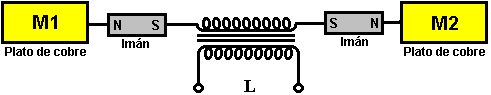 M1
N S
S N
M2
Plato de cobre
Imán
Imán
Plato de cobre
L